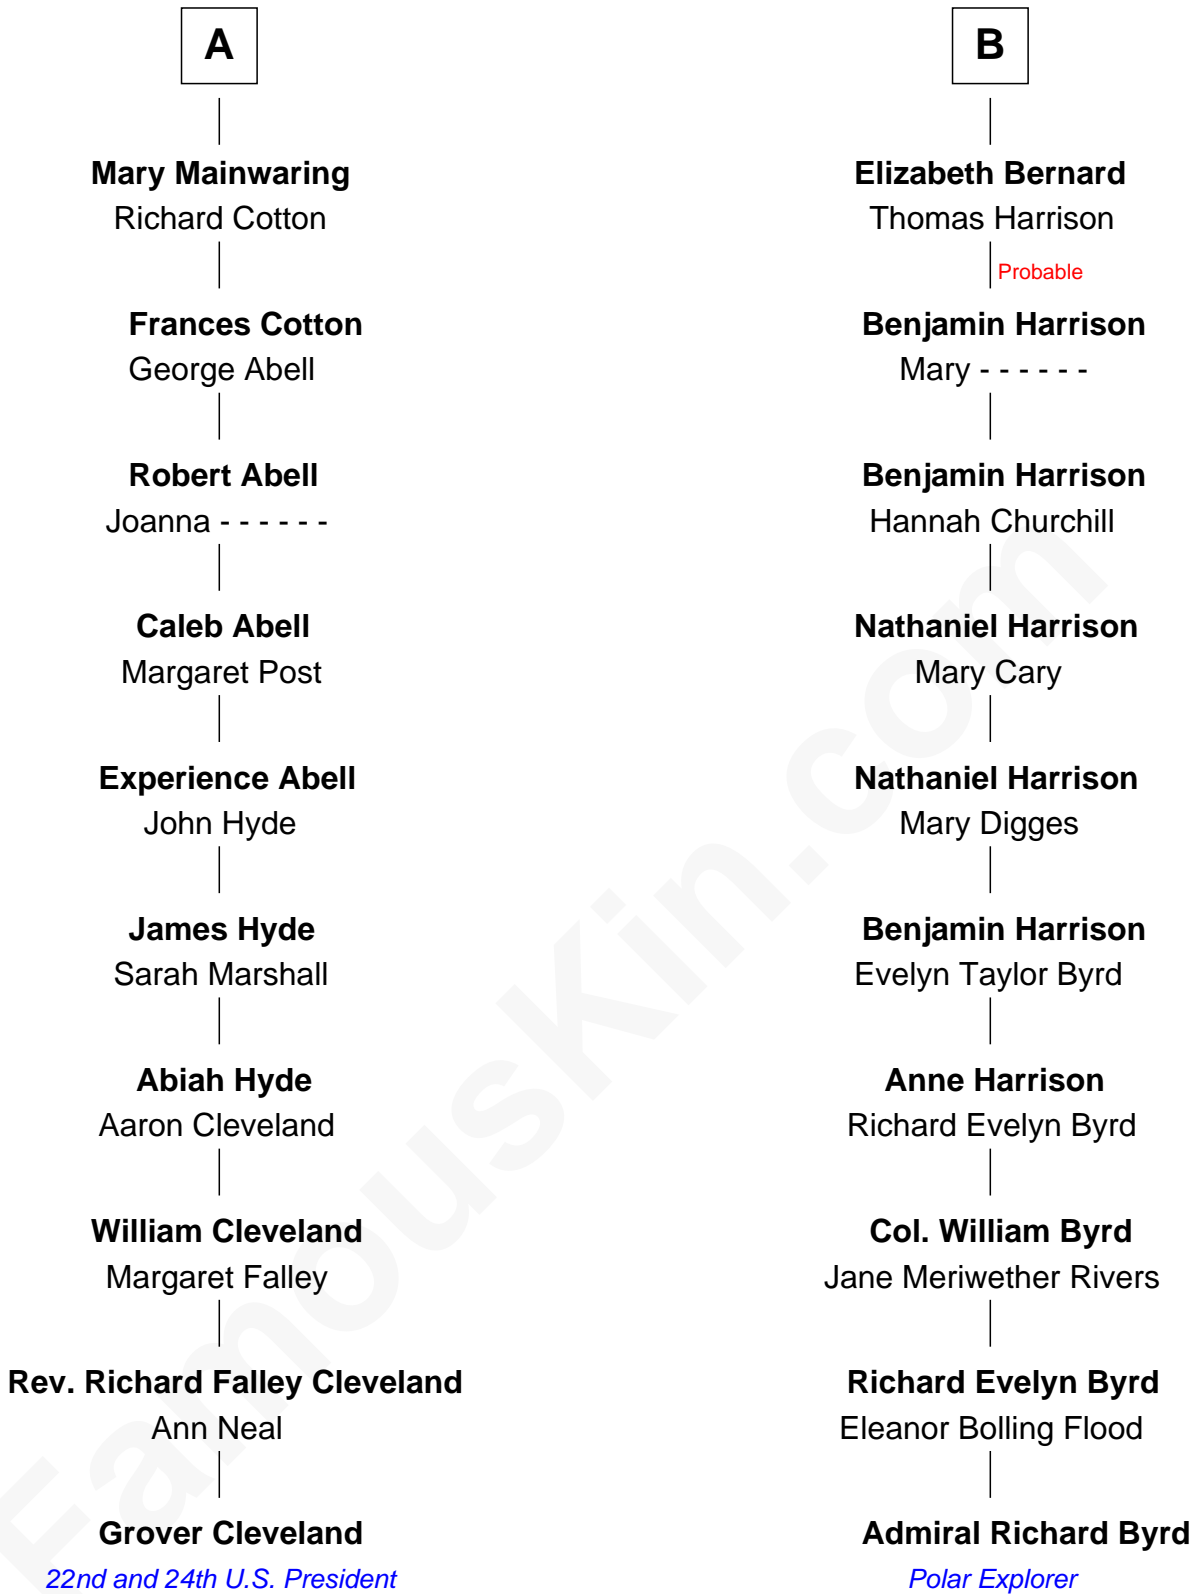 A
Mary Mainwaring
Richard Cotton
Frances Cotton
George Abell
Robert Abell
Joanna - - - - - -
Caleb Abell
Margaret Post
Experience Abell
John Hyde
James Hyde
Sarah Marshall
Abiah Hyde
Aaron Cleveland
William Cleveland
Margaret Falley
Rev. Richard Falley Cleveland
Ann Neal
Grover Cleveland
22nd and 24th U.S. President
B
Elizabeth Bernard
Thomas Harrison
Probable
Benjamin Harrison
Mary - - - - - -
Benjamin Harrison
Hannah Churchill
Nathaniel Harrison
Mary Cary
Nathaniel Harrison
Mary Digges
Benjamin Harrison
Evelyn Taylor Byrd
Anne Harrison
Richard Evelyn Byrd
Col. William Byrd
Jane Meriwether Rivers
Richard Evelyn Byrd
Eleanor Bolling Flood
Admiral Richard Byrd
Polar Explorer
FamousKin.com